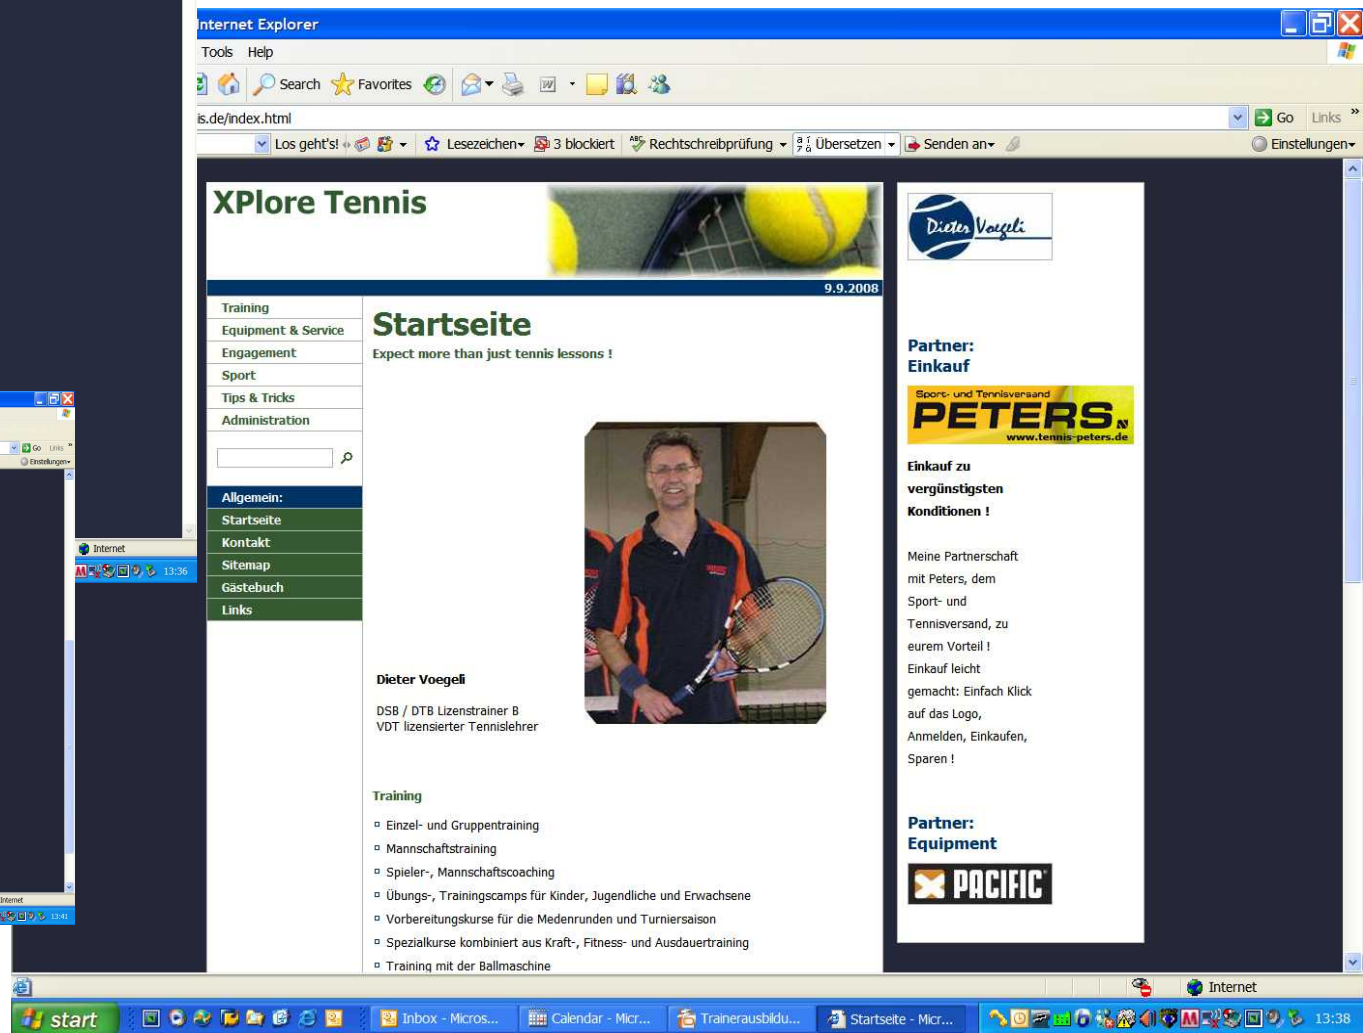 Internet Explorer
Tools Help
Search Favorites
is.de/index.html
Go Links »
Los geht's! Lesezeichen 3 blockiert Rechtschreibprüfung Übersetzen Senden an Einstellungen
XPlore Tennis
9.9.2008
Training
Equipment & Service
Engagement
Sport
Tips & Tricks
Administration
Allgemein:
Startseite
Kontakt
Sitemap
Gästebuch
Links
Startseite
Expect more than just tennis lessons !
Dieter Voegeli
DSB / DTB Lizenstrainer B
VDT lizensierter Tennislehrer
Training
Einzel- und Gruppentraining
Mannschaftstraining
Spieler-, Mannschaftscoaching
Übungs-, Trainingscamps für Kinder, Jugendliche und Erwachsene
Vorbereitungskurse für die Medenrunden und Turniersaison
Spezialkurse kombiniert aus Kraft-, Fitness- und Ausdauertraining
Training mit der Ballmaschine
Dieter Voegeli
Partner:
Einkauf
Sport- und Tennisversand
PETERS
www.tennis-peters.de
Einkauf zu
vergünstigsten
Konditionen !
Meine Partnerschaft
mit Peters, dem
Sport- und
Tennisversand, zu
eurem Vorteil !
Einkauf leicht
gemacht: Einfach Klick
auf das Logo,
Anmelden, Einkaufen,
Sparen !
Partner:
Equipment
PACIFIC
Internet
start Inbox - Micros... Calendar - Micr... Trainerausbildu... Startseite - Micr... 13:38
Internet
13:36
Go Links »
Einstellungen
Internet
13:41